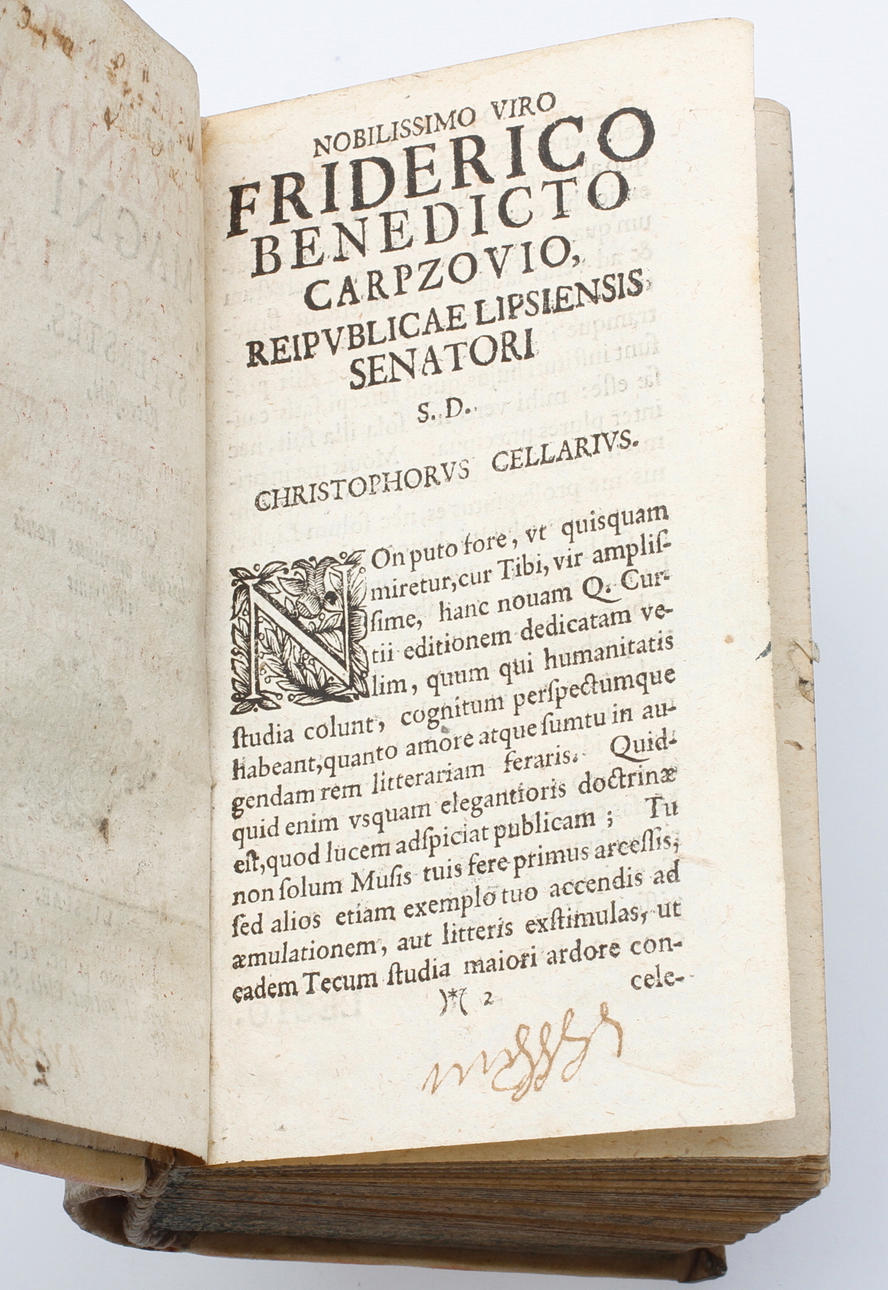 NOBILISSIMO VIRO
FRIDERICO
BENEDICTO
CARPZOVIO,
REIPVBLICAE LIPSIENSIS
SENATORI
S. D.
CHRISTOPHORVS CELLARIVS.
NOn puto fore, vt quisquam
miretur, cur Tibi, vir ampliſ-
ſime, hanc nouam Q. Cur-
tii editionem dedicatam ve-
lim, quum qui humanitatis
ſtudia colunt, cognitum perſpectumque
habeant, quanto amore atque ſumtu in au-
gendam rem litterariam feraris. Quid-
quid enim vsquam elegantioris doctrinæ
eſt, quod lucem adſpiciat publicam; Tu
non ſolum Muſis tuis fere primus arceſſis,
ſed alios etiam exemplo tuo accendis ad
æmulationem, aut litteris exſtimulas, ut
eadem Tecum ſtudia maiori ardore con-
)*( 2 cele-